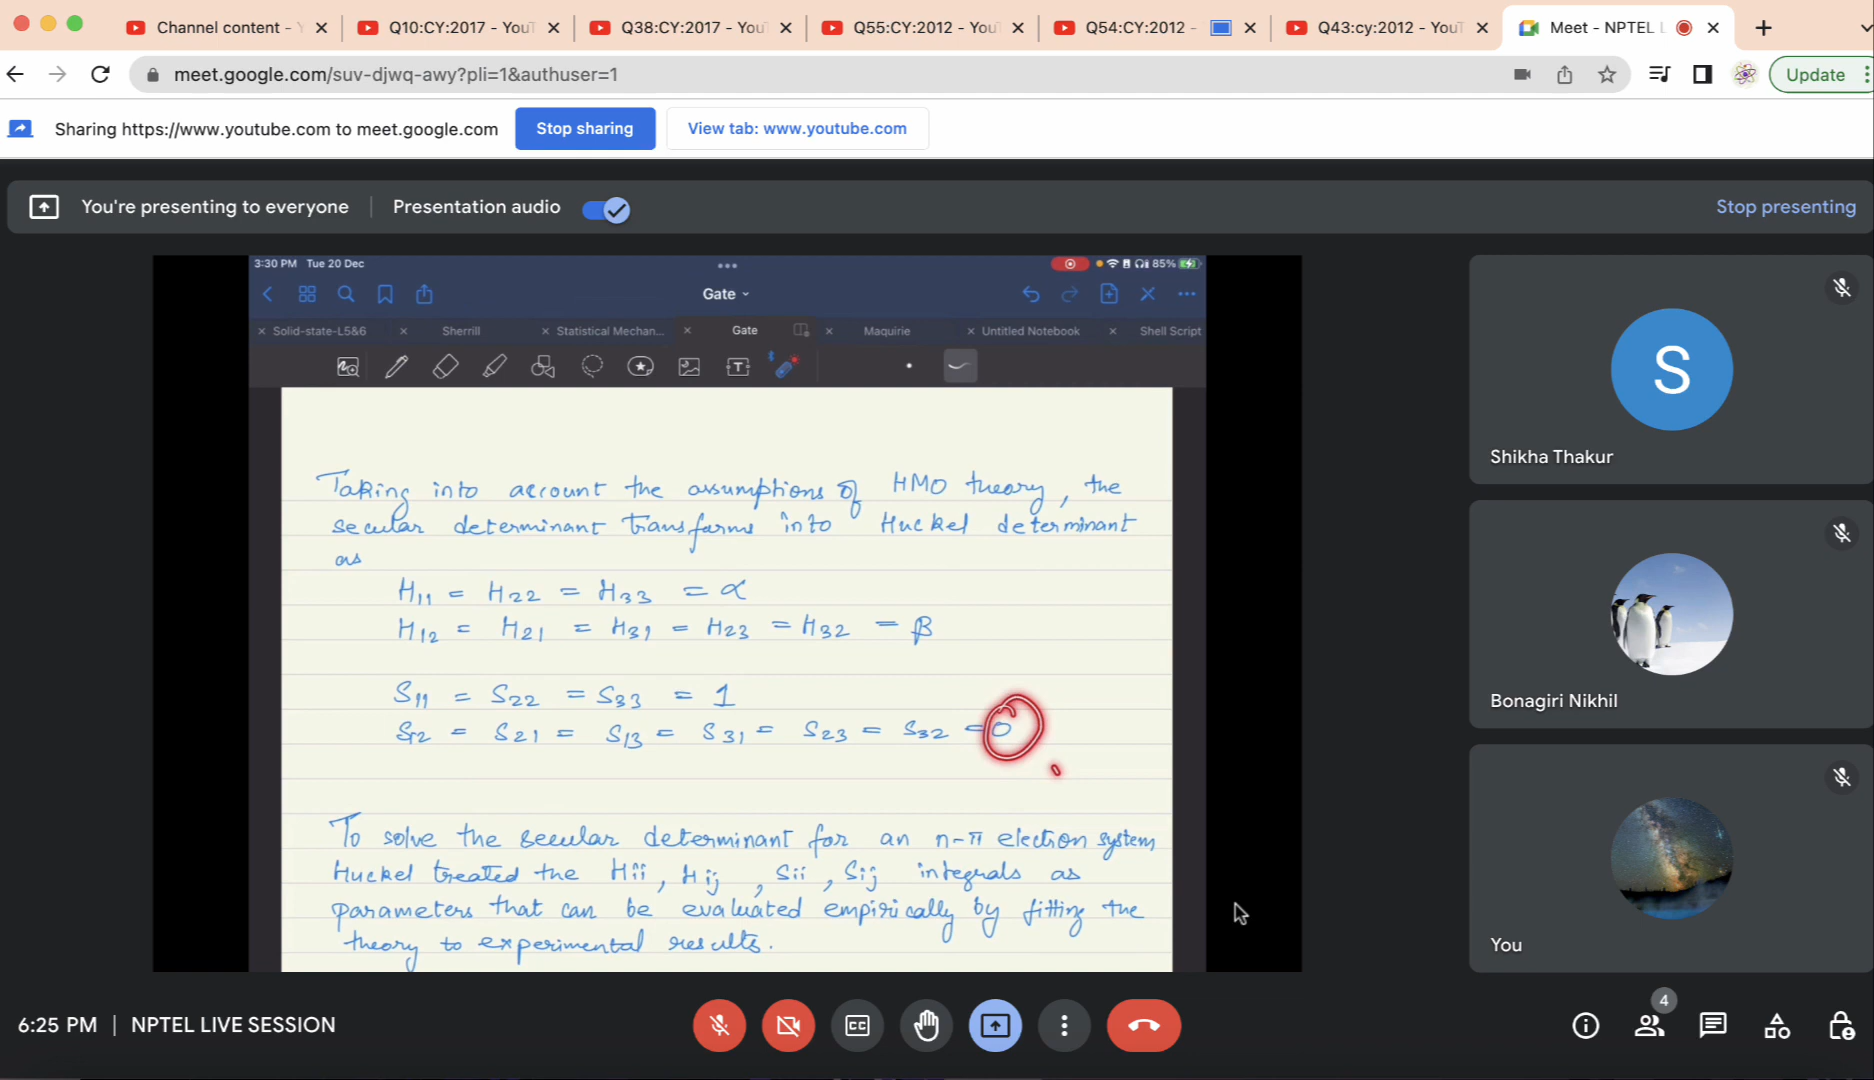 Channel content - Y
Q10:CY:2017 - YouT
Q38:CY:2017 - YouT
Q55:CY:2012 - YouT
Q54:CY:2012 -
Q43:cy:2012 - YouT
Meet - NPTEL L
meet.google.com/suv-djwq-awy?pli=1&authuser=1
Update
Sharing https://www.youtube.com to meet.google.com
Stop sharing
View tab: www.youtube.com
You're presenting to everyone
Presentation audio
Stop presenting
3:30 PM Tue 20 Dec
85%
Gate
Solid-state-L5&6
Sherrill
Statistical Mechan...
Gate
Maquirie
Untitled Notebook
Shell Script
Taking into account the assumptions of HMO theory, the
secular determinant transforms into Huckel determinant
as
H11 = H22 = H33 = α
H12 = H21 = H31 = H23 = H32 = β
S11 = S22 = S33 = 1
S12 = S21 = S13 = S31 = S23 = S32 = 0
To solve the secular determinant for an n-π election system
Huckel treated the Hii, Hij, Sii, Sij integrals as
parameters that can be evaluated empirically by fitting the
theory to experimental results.
S
Shikha Thakur
Bonagiri Nikhil
You
6:25 PM | NPTEL LIVE SESSION
CC
4